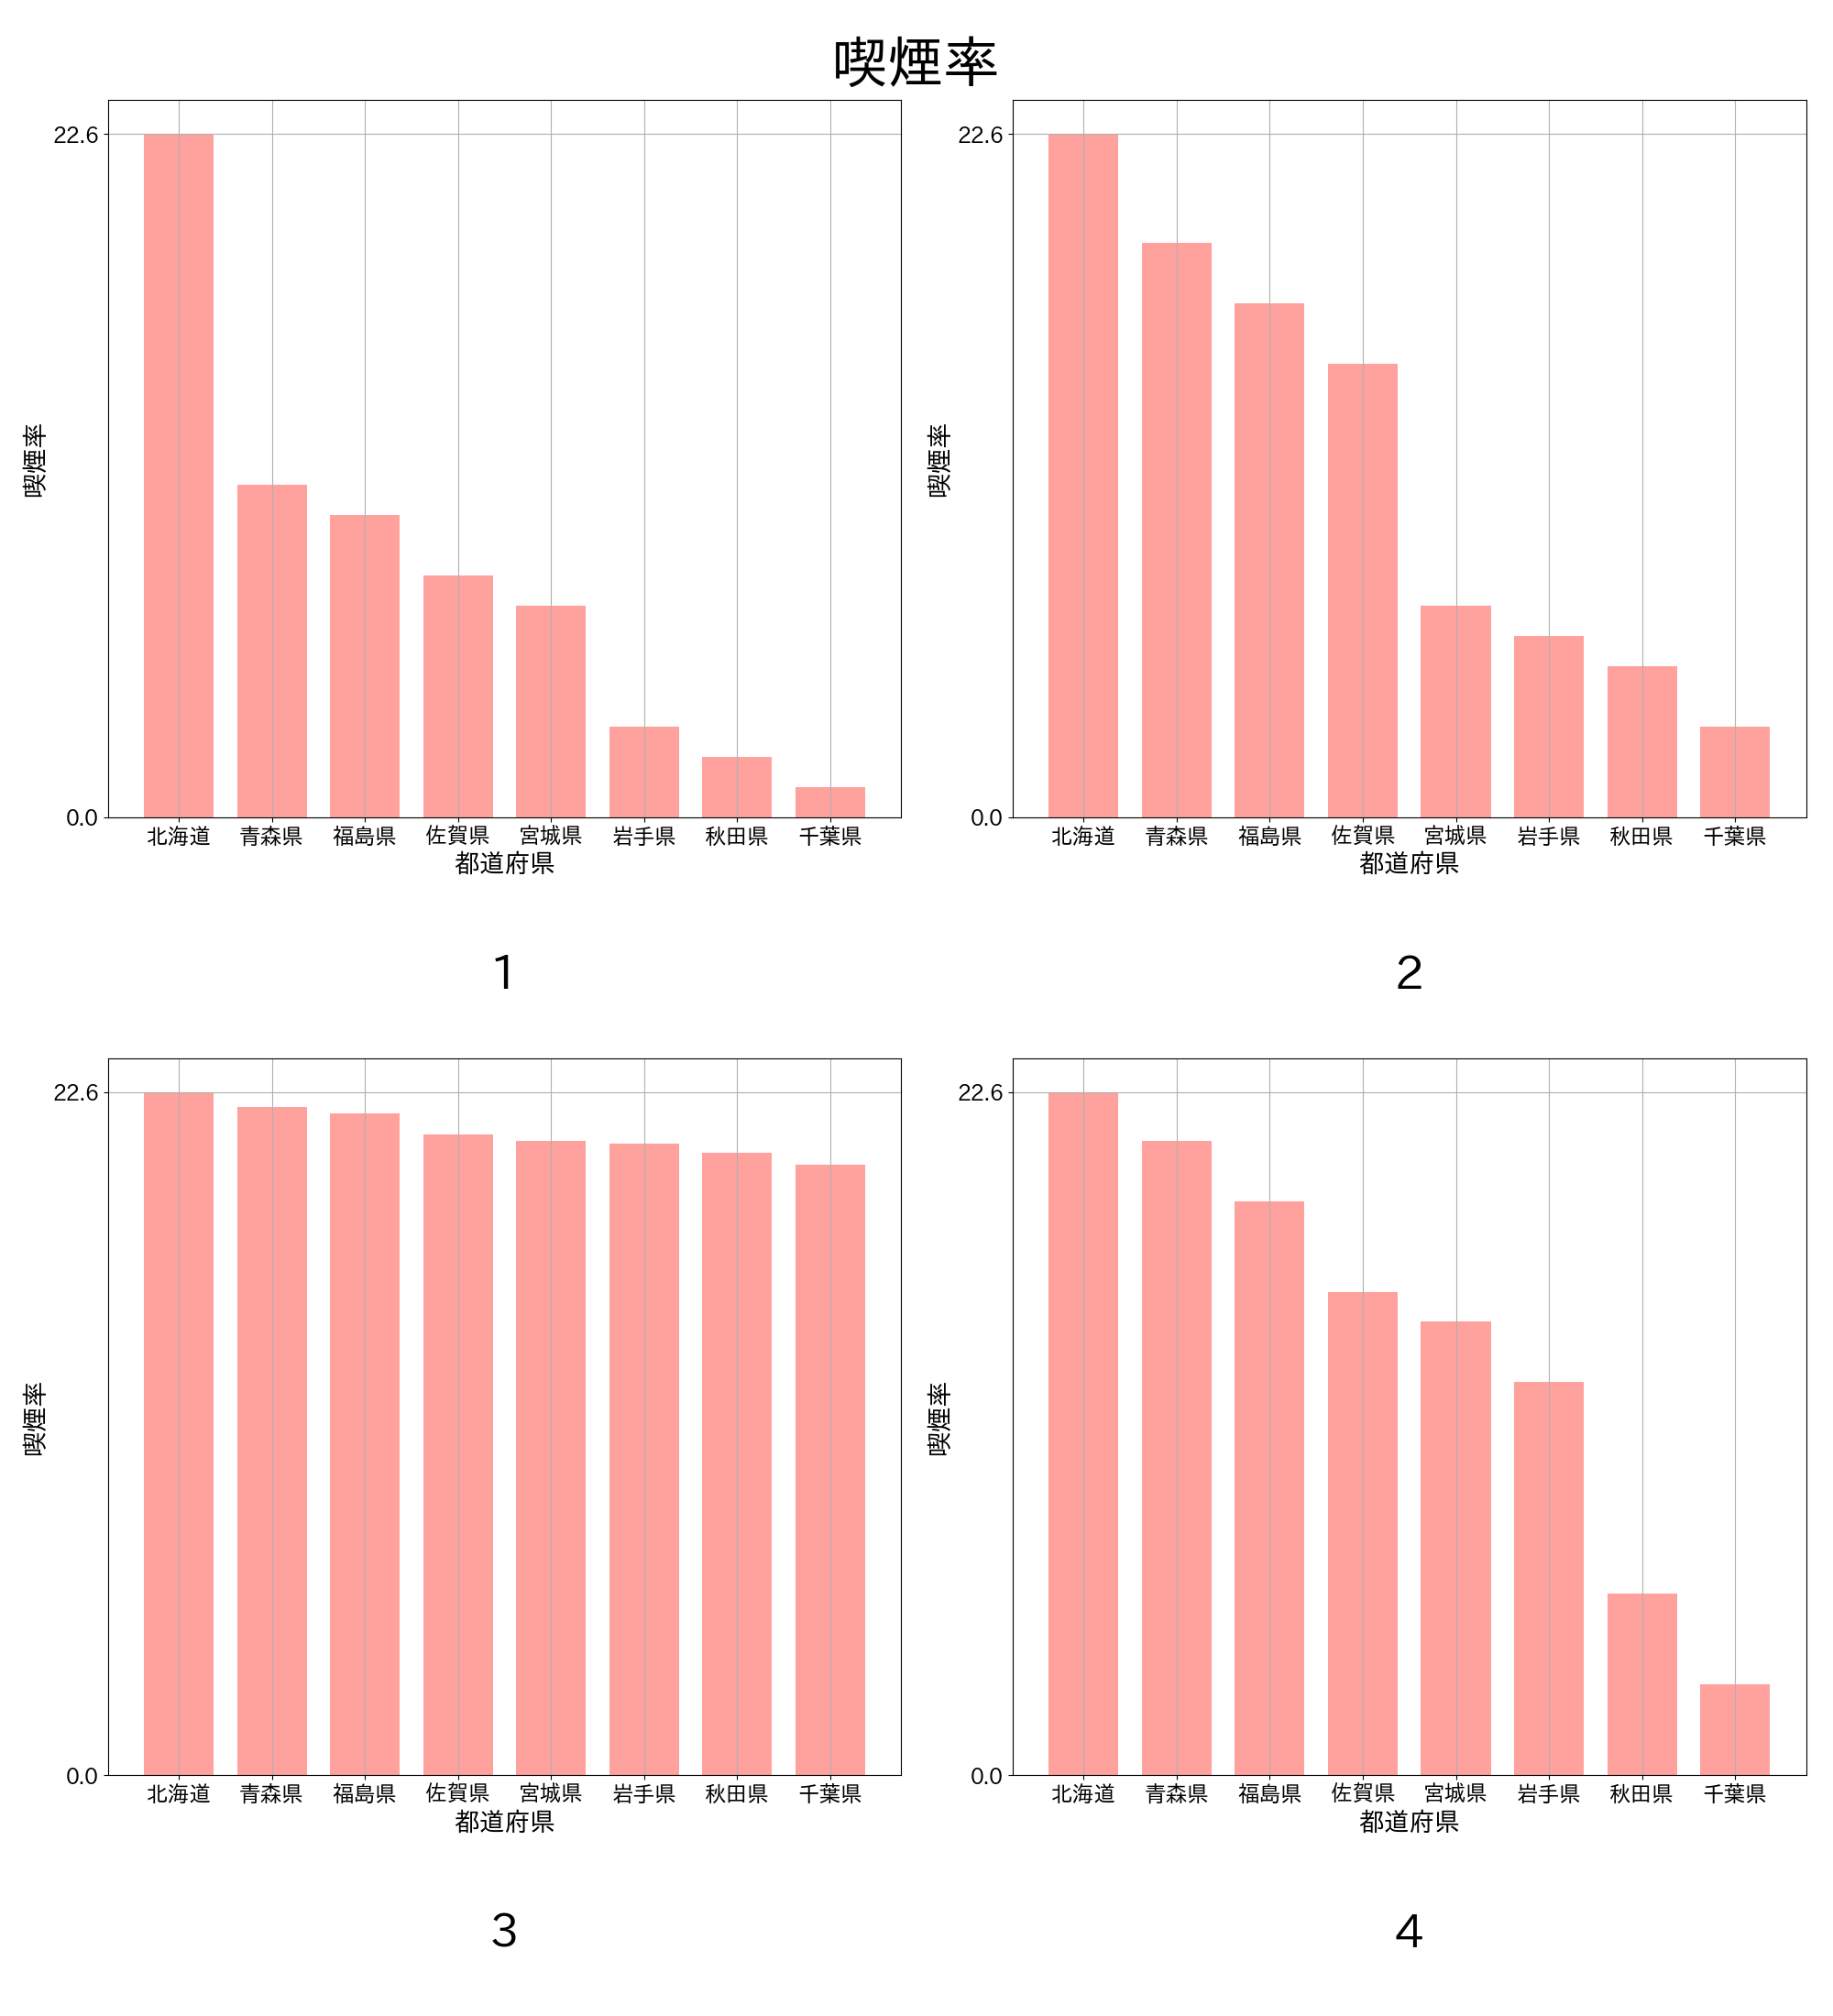 喫煙率
22.6
0.0
喫煙率
北海道 青森県 福島県 佐賀県 宮城県 岩手県 秋田県 千葉県
都道府県
1
22.6
0.0
喫煙率
北海道 青森県 福島県 佐賀県 宮城県 岩手県 秋田県 千葉県
都道府県
2
22.6
0.0
喫煙率
北海道 青森県 福島県 佐賀県 宮城県 岩手県 秋田県 千葉県
都道府県
3
22.6
0.0
喫煙率
北海道 青森県 福島県 佐賀県 宮城県 岩手県 秋田県 千葉県
都道府県
4